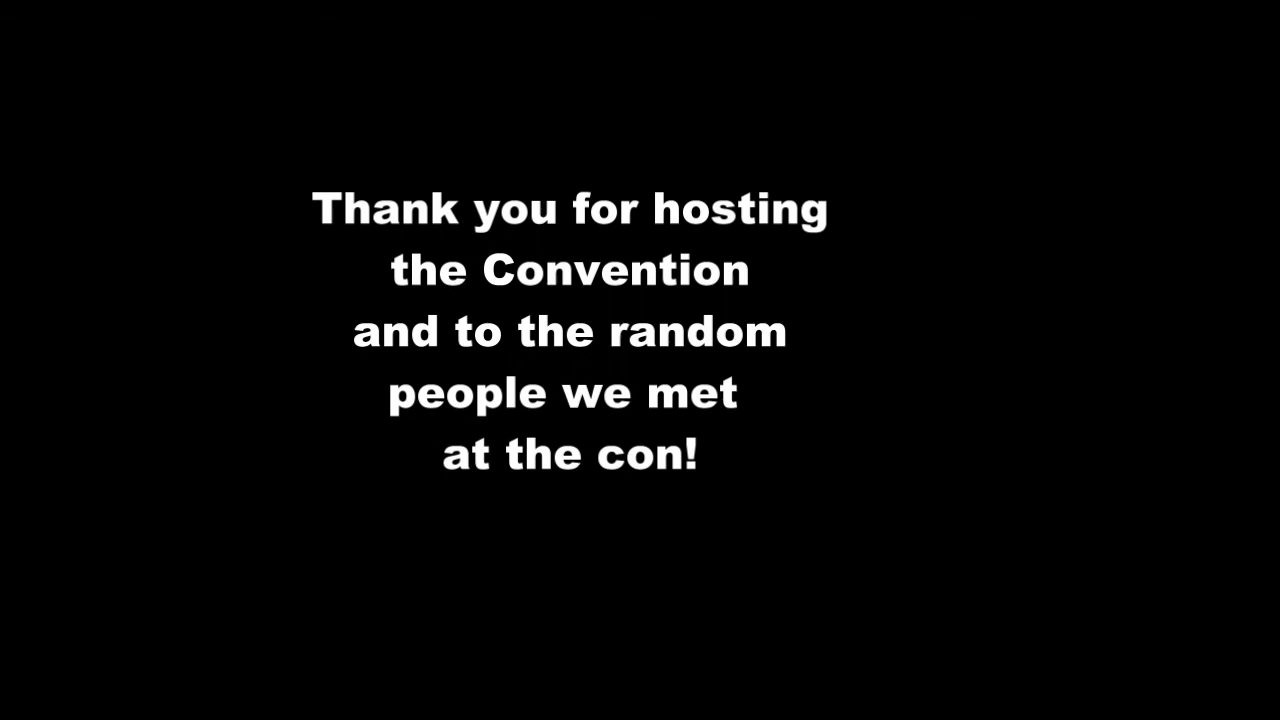 Thank you for hosting
the Convention
and to the random
people we met
at the con!